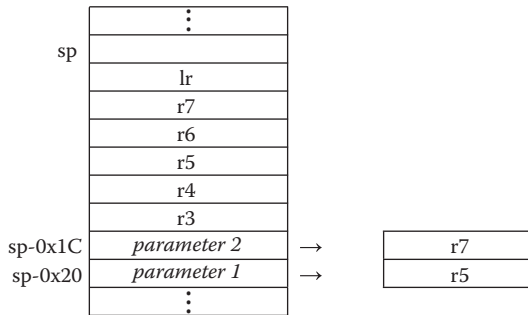 ⋮
sp
lr
r7
r6
r5
r4
r3
sp-0x1C parameter 2 → r7
sp-0x20 parameter 1 → r5
⋮